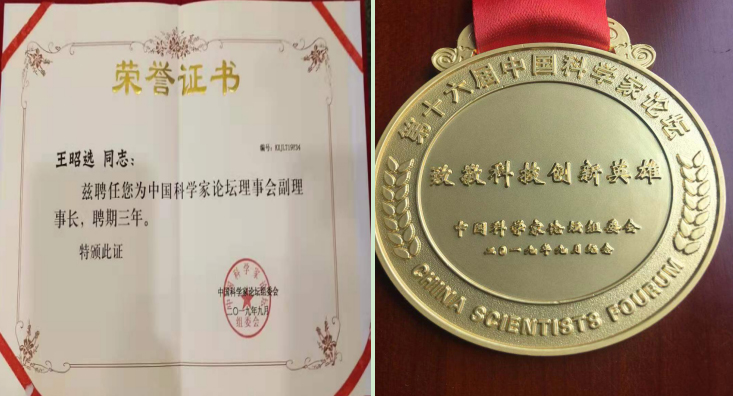 荣誉证书
编号：KXJLT19934
王昭选 同志：
兹聘任您为中国科学家论坛理事会副理
事长，聘期三年。
特颁此证
中国科学家论坛组委会
二〇一九年九月
组委会
第十六届中国科学家论坛
致敬科技创新英雄
中国科学家论坛组委会
二〇一九年九月纪念
CHINA SCIENTISTS FOURUM